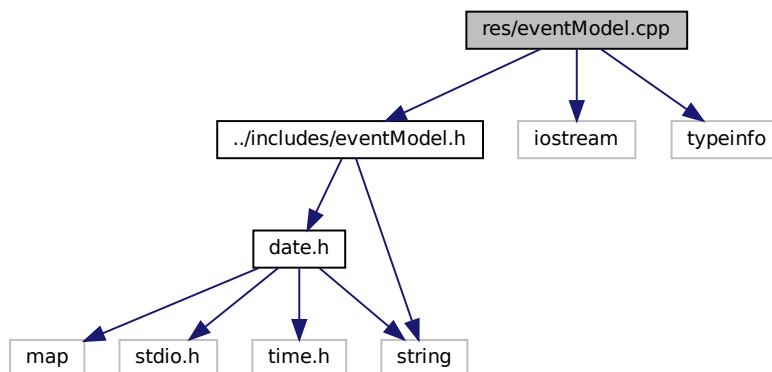 res/eventModel.cpp
../includes/eventModel.h
iostream
typeinfo
date.h
map
stdio.h
time.h
string